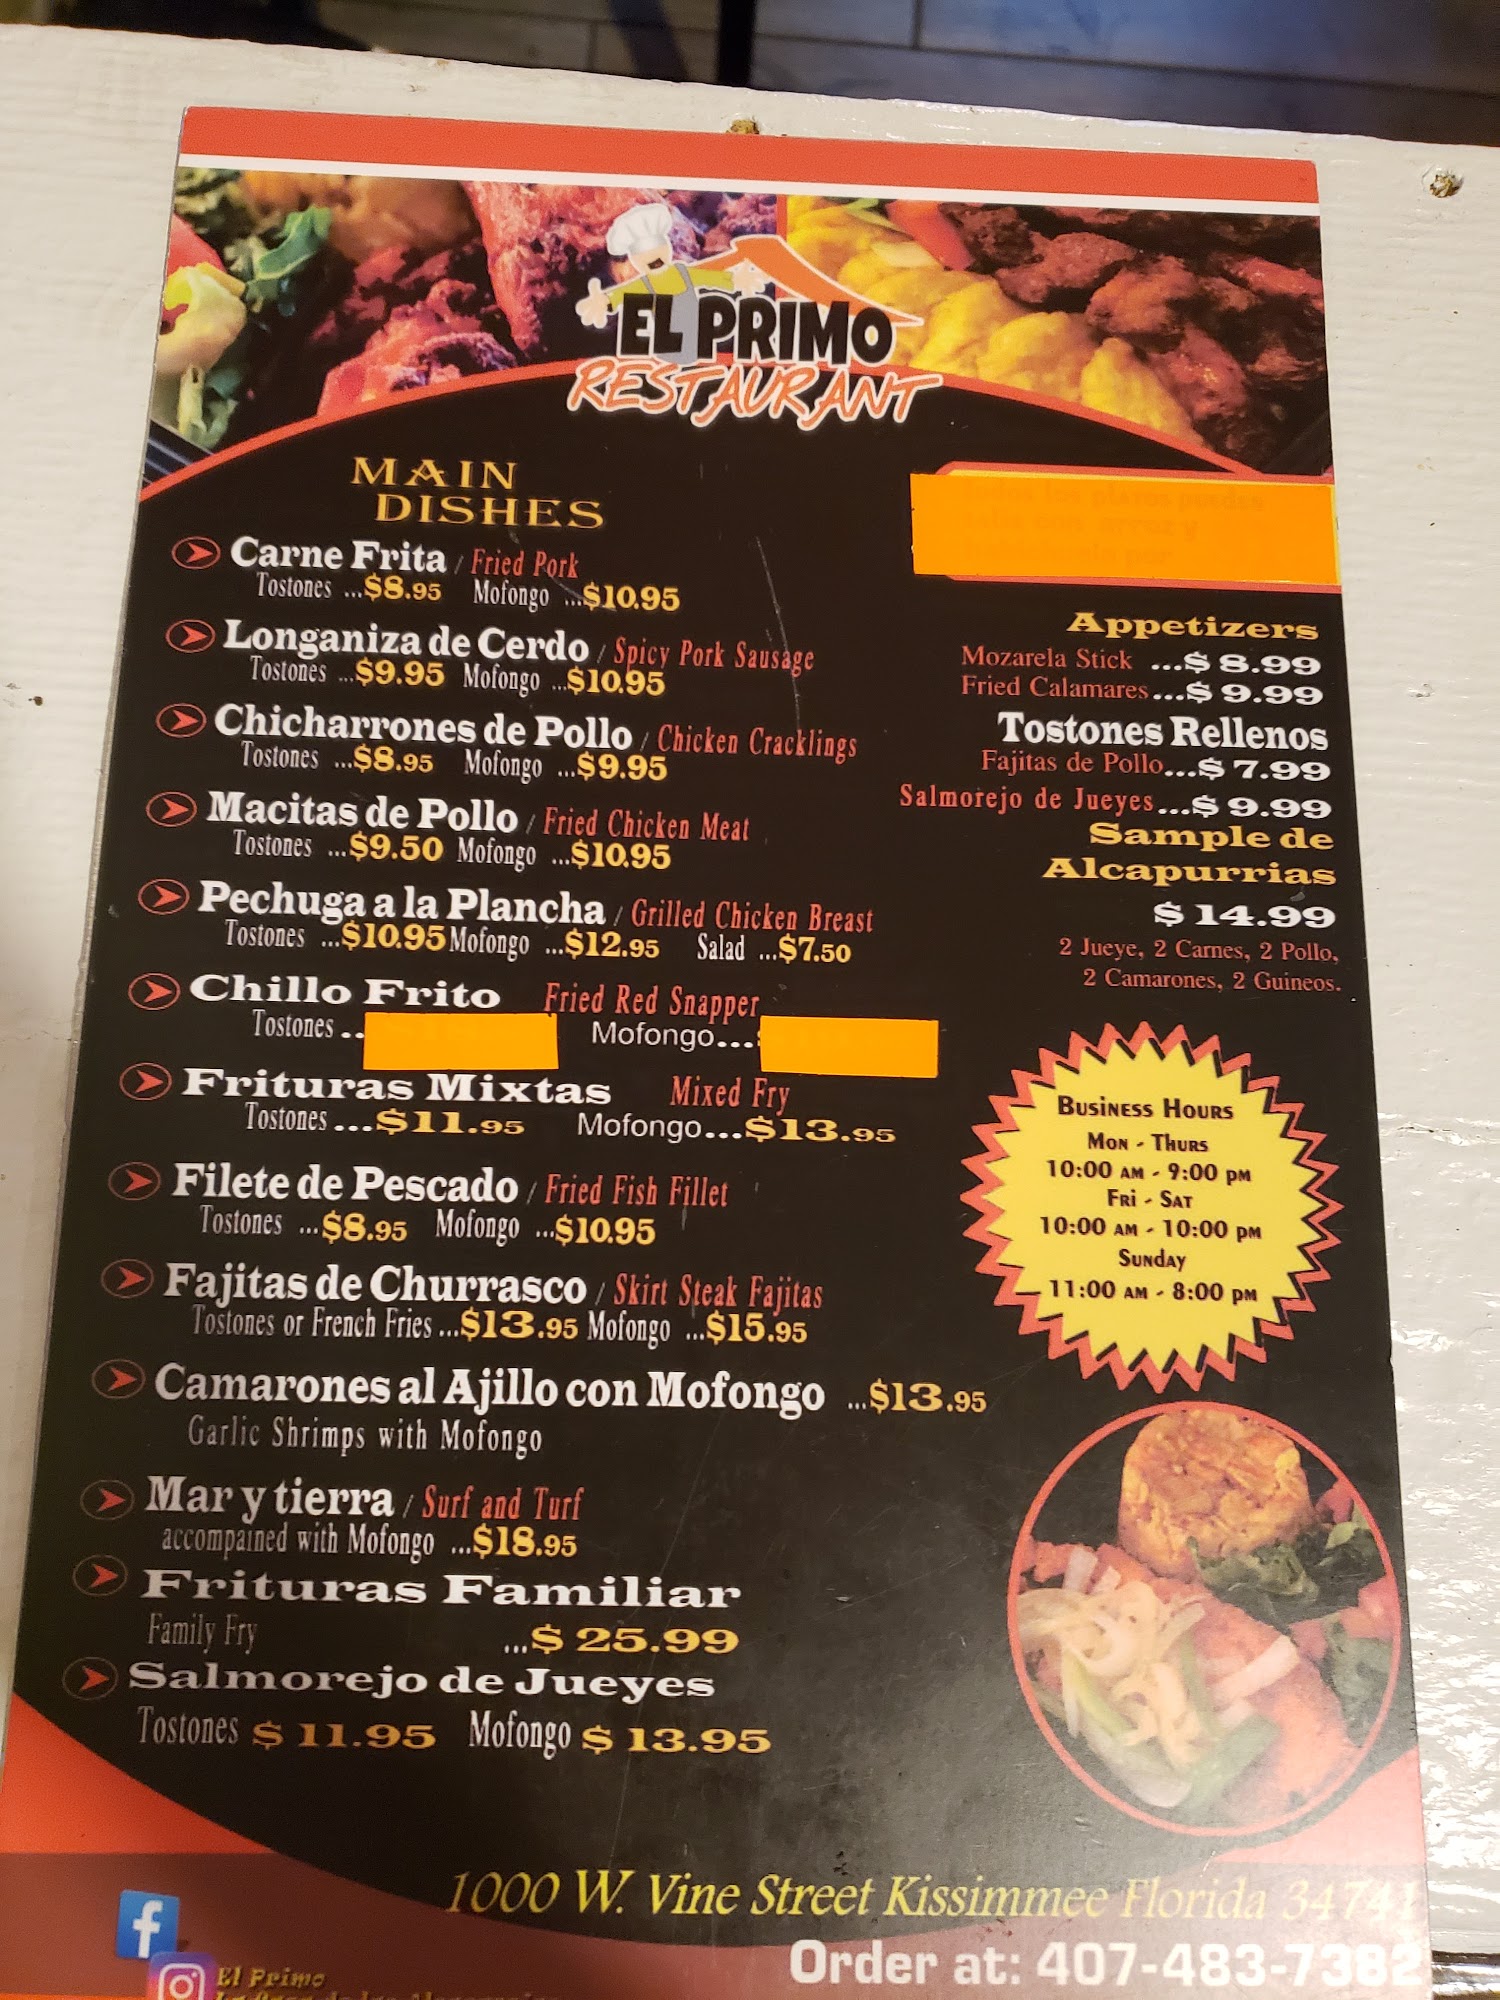 EL PRIMO
RESTAURANT
MAIN
DISHES
Carne Frita / Fried Pork
Tostones ...$8.95 Mofongo ...$10.95
Longaniza de Cerdo / Spicy Pork Sausage
Tostones ...$9.95 Mofongo ...$10.95
Chicharrones de Pollo / Chicken Cracklings
Tostones ...$8.95 Mofongo ...$9.95
Macitas de Pollo / Fried Chicken Meat
Tostones ...$9.50 Mofongo ...$10.95
Pechuga a la Plancha / Grilled Chicken Breast
Tostones ...$10.95 Mofongo ...$12.95 Salad ...$7.50
Chillo Frito Fried Red Snapper
Tostones .. Mofongo...
Frituras Mixtas Mixed Fry
Tostones ...$11.95 Mofongo...$13.95
Filete de Pescado / Fried Fish Fillet
Tostones ...$8.95 Mofongo ...$10.95
Fajitas de Churrasco / Skirt Steak Fajitas
Tostones or French Fries ...$13.95 Mofongo ...$15.95
Camarones al Ajillo con Mofongo ...$13.95
Garlic Shrimps with Mofongo
Mar y tierra / Surf and Turf
accompained with Mofongo ...$18.95
Frituras Familiar
Family Fry ...$ 25.99
Salmorejo de Jueyes
Tostones $ 11.95 Mofongo $ 13.95
Appetizers
Mozarela Stick ...$ 8.99
Fried Calamares...$ 9.99
Tostones Rellenos
Fajitas de Pollo...$ 7.99
Salmorejo de Jueyes...$ 9.99
Sample de
Alcapurrias
$ 14.99
2 Jueye, 2 Carnes, 2 Pollo,
2 Camarones, 2 Guineos.
Business Hours
Mon - Thurs
10:00 am - 9:00 pm
Fri - Sat
10:00 am - 10:00 pm
Sunday
11:00 am - 8:00 pm
1000 W. Vine Street Kissimmee Florida 34741
Order at: 407-483-7382
El Primo